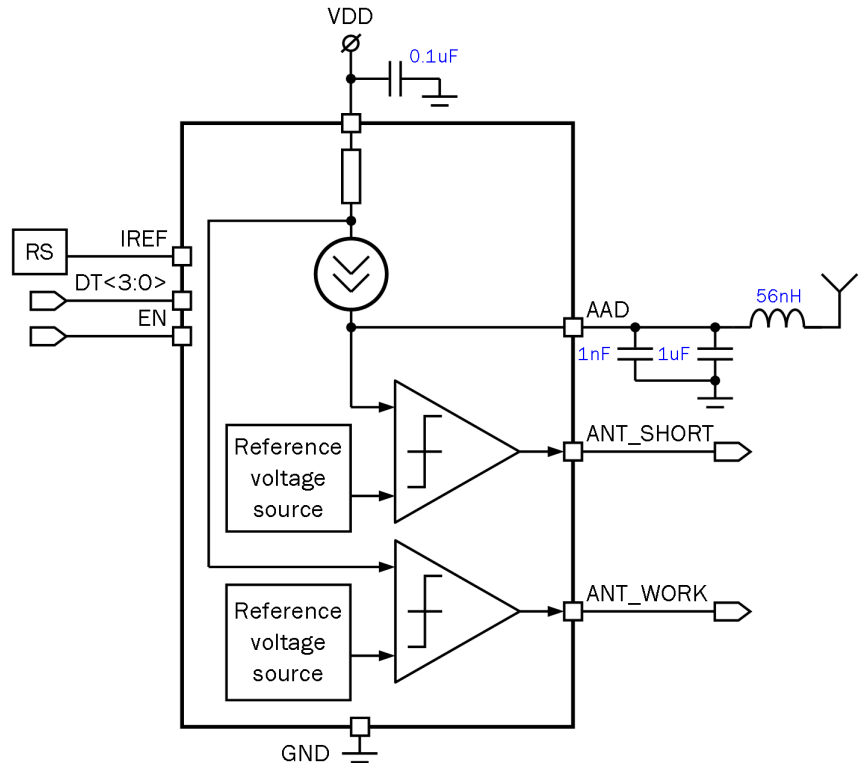 VDD
0.1uF
IREF
RS
DT<3:0>
EN
AAD
56nH
1nF
1uF
ANT_SHORT
Reference
voltage
source
ANT_WORK
Reference
voltage
source
GND